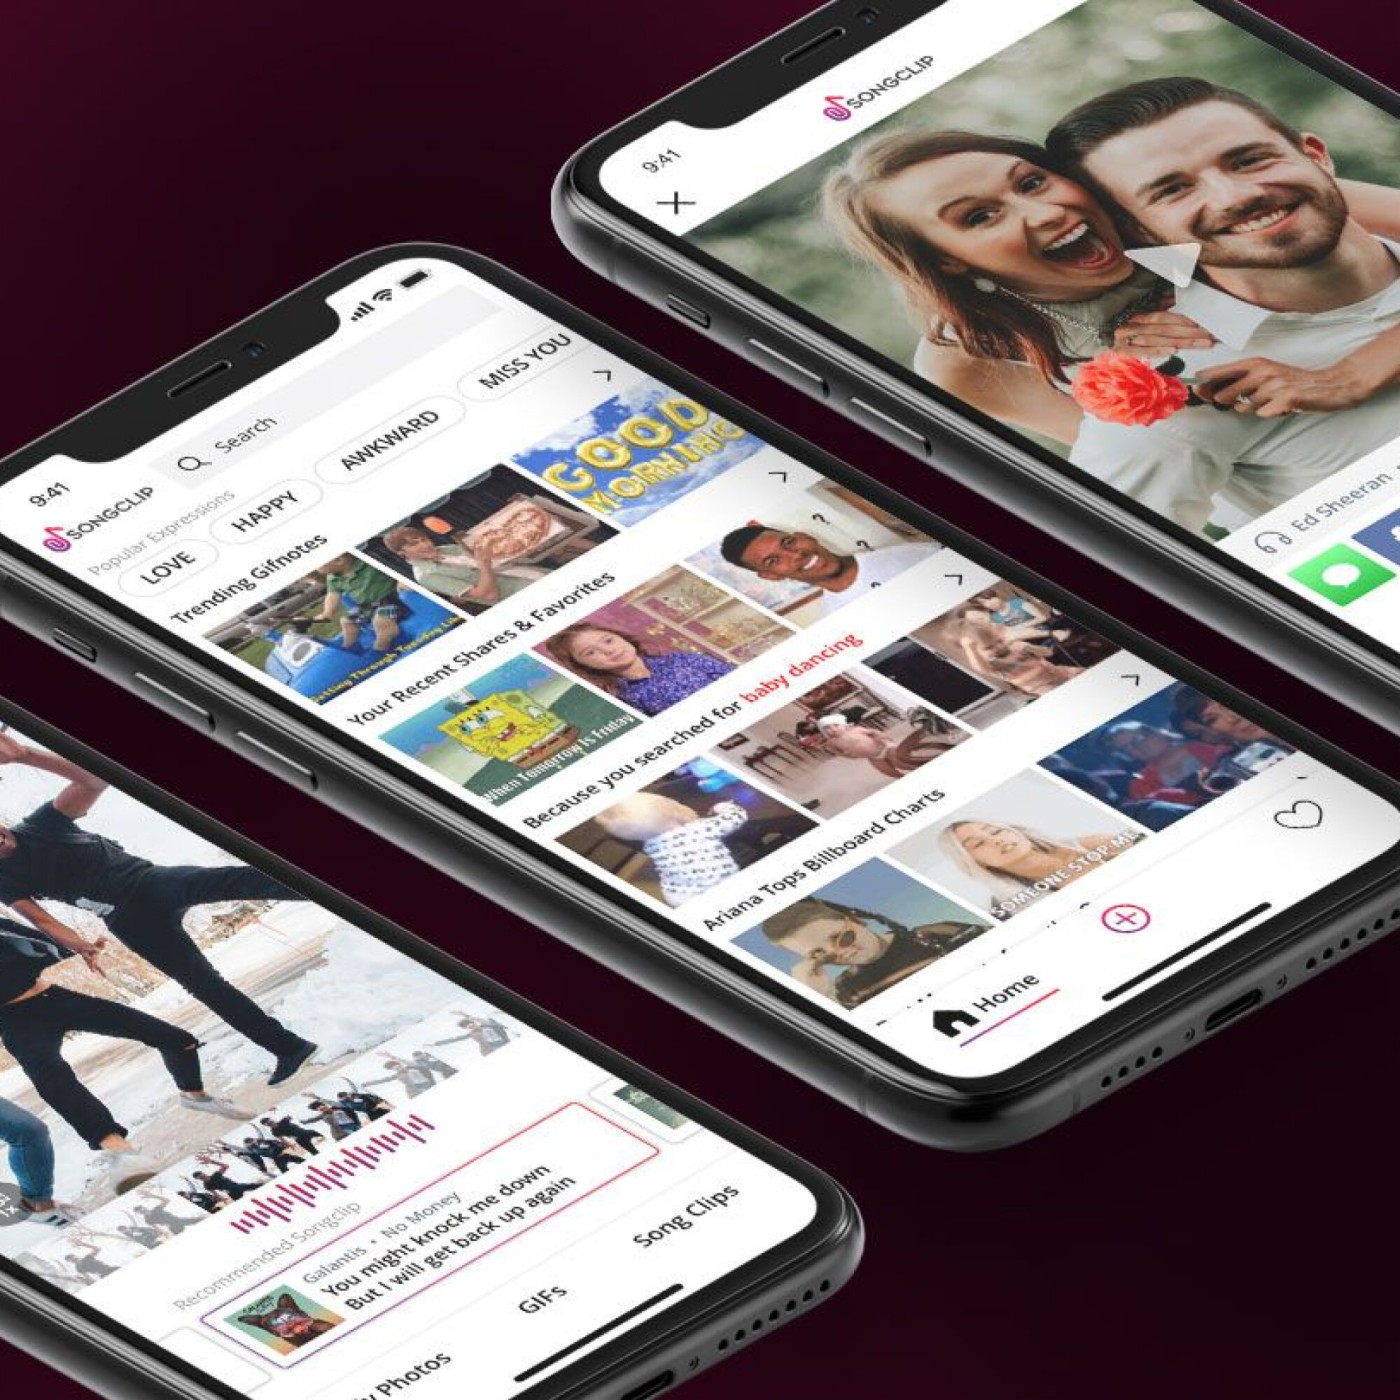 9:41
SONGCLIP
Ed Sheeran
9:41
SONGCLIP
Search
Popular Expressions
LOVE
HAPPY
AWKWARD
MISS YOU
Trending Gifnotes
Getting Through Tuesday Like
GOOD
MORNING
Your Recent Shares & Favorites
When Tomorrow Is Friday
?
?
?
Because you searched for baby dancing
Ariana Tops Billboard Charts
SOMEONE STOP ME
Home
Recommended Songclip
Galantis • No Money
You might knock me down
But I will get back up again
Photos
GIFs
Song Clips